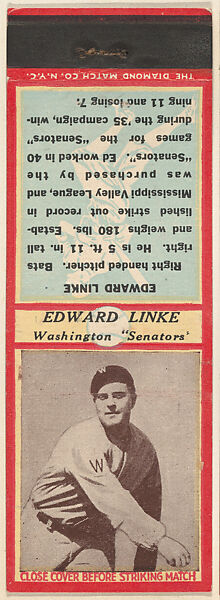 THE DIAMOND MATCH CO. N.Y.C.
EDWARD LINKE
Right handed pitcher. Bats
right. He is 5 ft. 11 in. tall
and weighs 180 lbs. Estab-
lished strike out record in
Mississippi Valley League, and
was purchased by the
"Senators". Ed worked in 40
games for the "Senators"
during the '35 campaign, win-
ning 11 and losing 7.
EDWARD LINKE
Washington "Senators"
W
W
CLOSE COVER BEFORE STRIKING MATCH